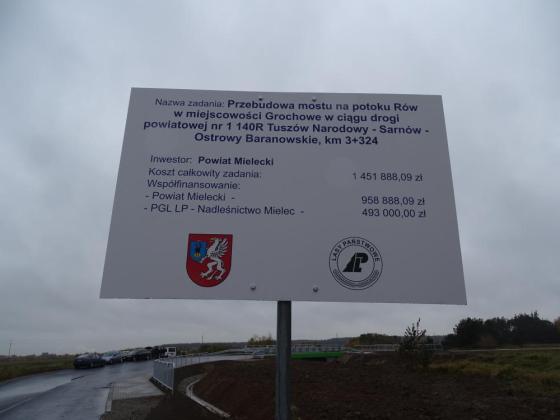 Nazwa zadania: Przebudowa mostu na potoku Rów
w miejscowości Grochowe w ciągu drogi
powiatowej nr 1 140R Tuszów Narodowy - Sarnów -
Ostrowy Baranowskie, km 3+324
Inwestor: Powiat Mielecki
Koszt całkowity zadania: 1 451 888,09 zł
Współfinansowanie:
- Powiat Mielecki - 958 888,09 zł
- PGL LP - Nadleśnictwo Mielec - 493 000,00 zł
LASY PAŃSTWOWE